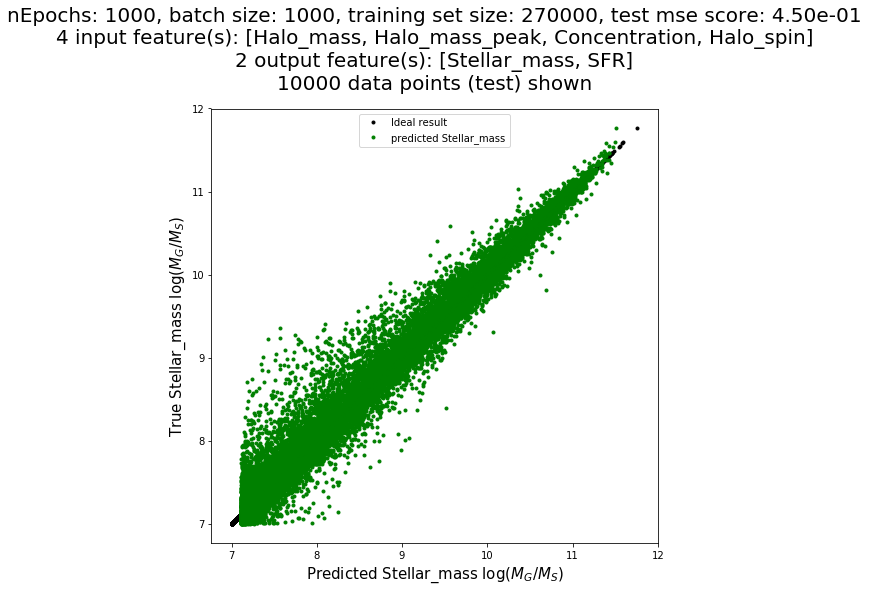 nEpochs: 1000, batch size: 1000, training set size: 270000, test mse score: 4.50e-01
4 input feature(s): [Halo_mass, Halo_mass_peak, Concentration, Halo_spin]
2 output feature(s): [Stellar_mass, SFR]
10000 data points (test) shown
Ideal result
predicted Stellar_mass
True Stellar_mass log(M_G/M_S)
12
11
10
9
8
7
7 8 9 10 11 12
Predicted Stellar_mass log(M_G/M_S)